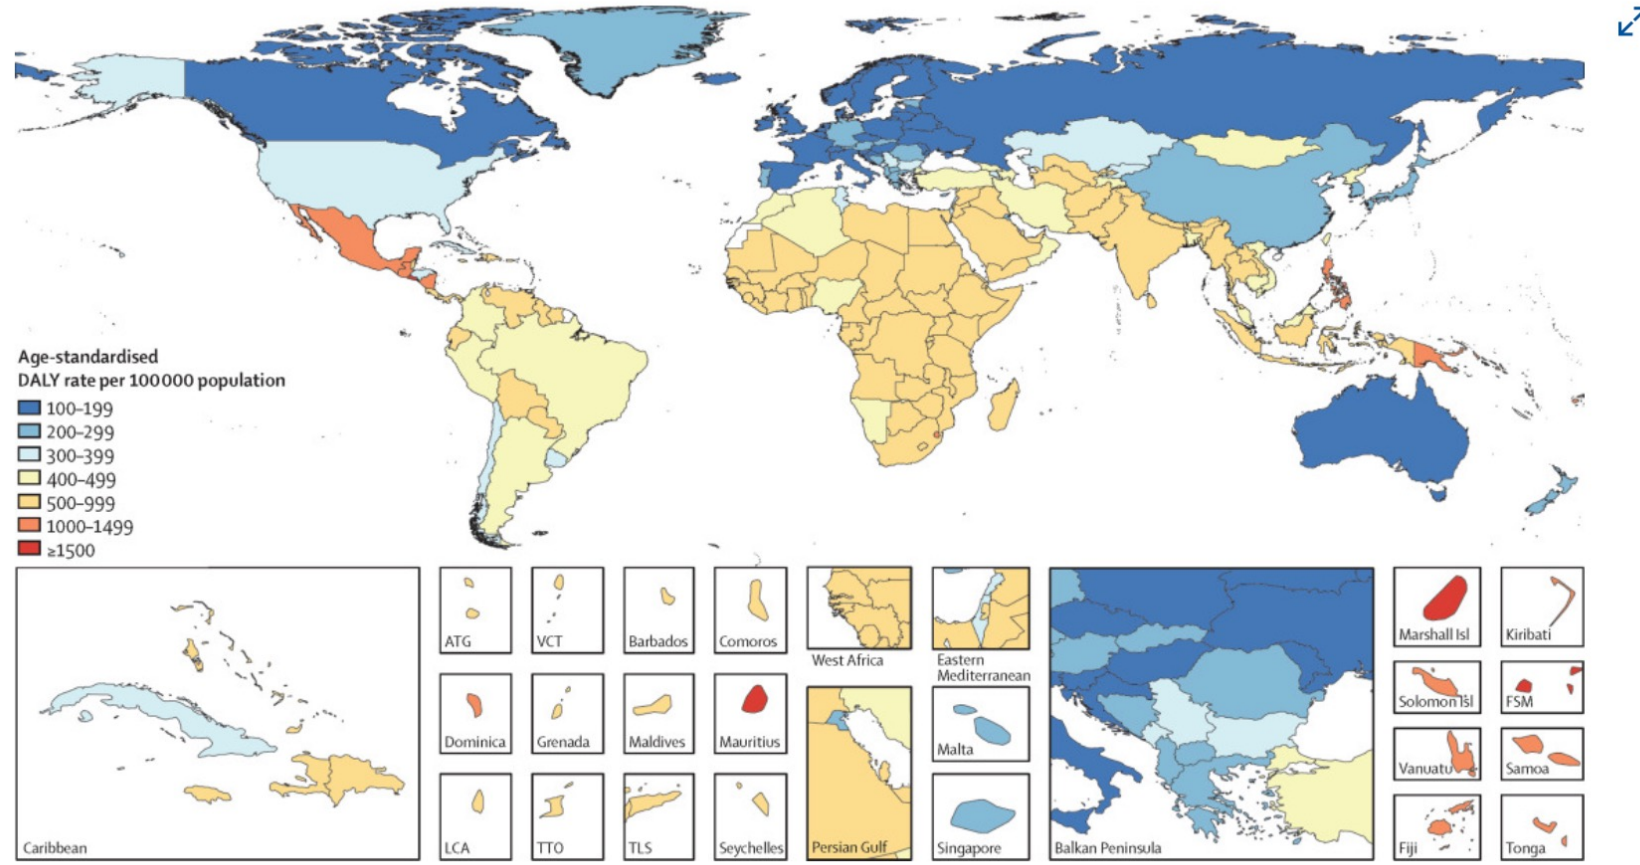 Age-standardised
DALY rate per 100 000 population
100–199
200–299
300–399
400–499
500–999
1000–1499
≥1500
Caribbean
ATG
VCT
Barbados
Comoros
West Africa
Eastern
Mediterranean
Marshall Isl
Kiribati
Dominica
Grenada
Maldives
Mauritius
Malta
Solomon Isl
FSM
Vanuatu
Samoa
LCA
TTO
TLS
Seychelles
Persian Gulf
Singapore
Balkan Peninsula
Fiji
Tonga